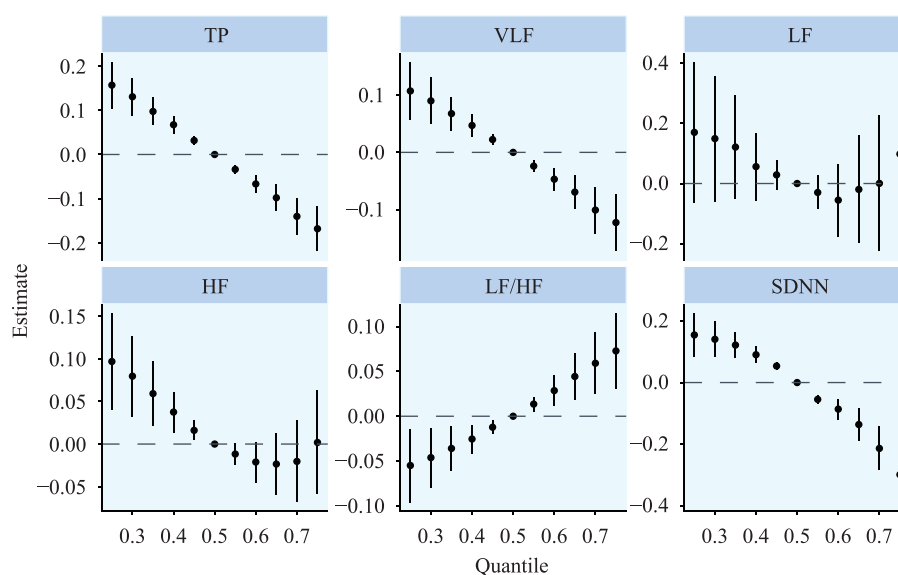 TP VLF LF
0.2 0.1 0.0 −0.1 −0.2
0.1 0.0 −0.1
0.4 0.2 0.0 −0.2
Estimate
HF LF/HF SDNN
0.15 0.10 0.05 0.00 −0.05
0.10 0.05 0.00 −0.05 −0.10
0.2 0.0 −0.2 −0.4
0.3 0.4 0.5 0.6 0.7 0.3 0.4 0.5 0.6 0.7 0.3 0.4 0.5 0.6 0.7
Quantile